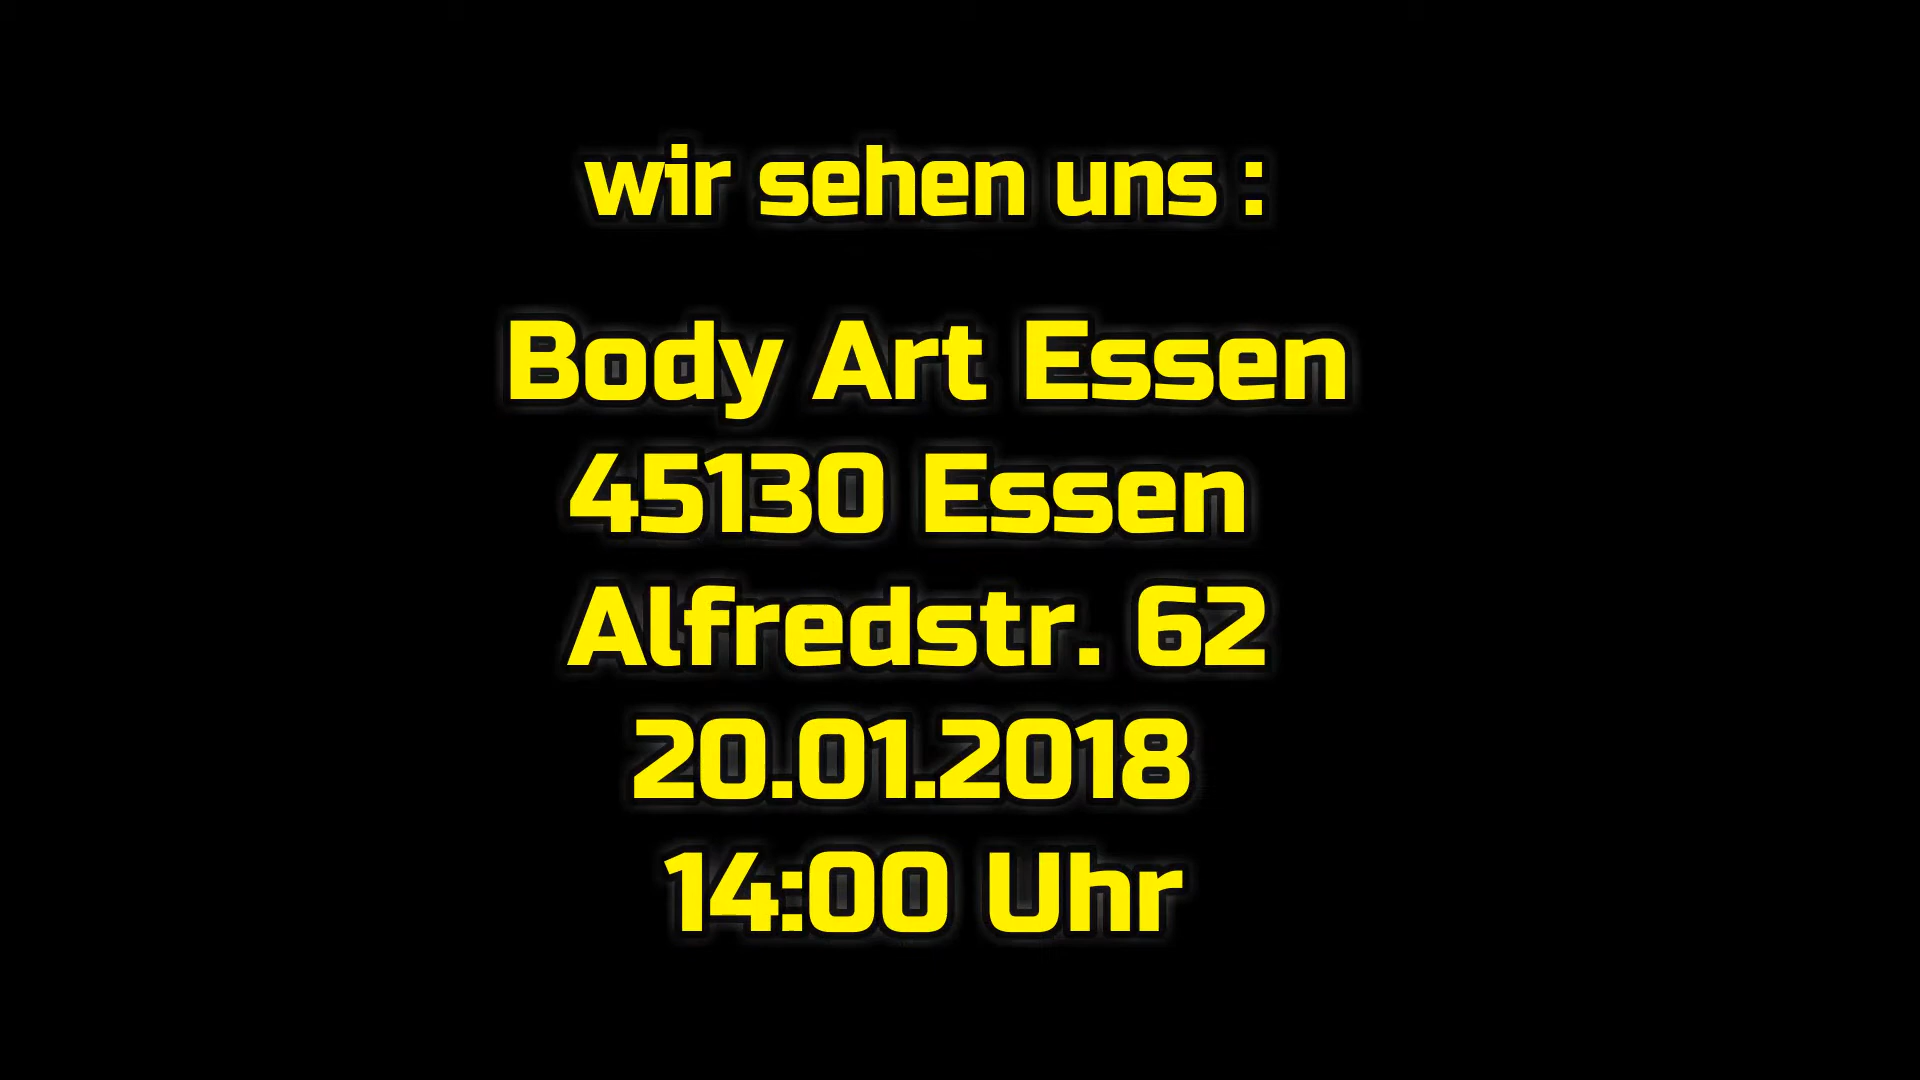 wir sehen uns :
Body Art Essen
45130 Essen
Alfredstr. 62
20.01.2018
14:00 Uhr